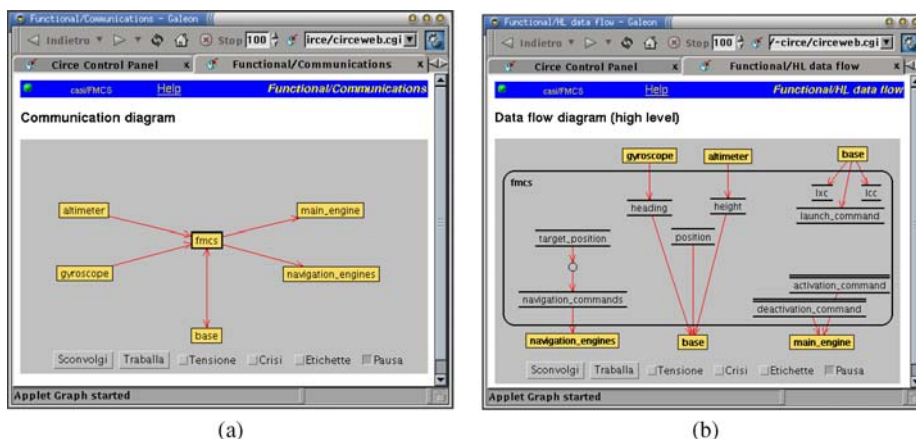 Functional/Communications - Galeon
Indietro Stop 100 irce/circeweb.cgi
Circe Control Panel x Functional/Communications x
casi/FMCS Help Functional/Communications
Communication diagram
altimeter
main_engine
fmcs
gyroscope
navigation_engines
base
Sconvolgi Traballa Tensione Crisi Etichette Pausa
Applet Graph started
(a)
Functional/HL data flow - Galeon
Indietro Stop 100 /~circe/circeweb.cgi
Circe Control Panel x Functional/HL data flow x
casi/FMCS Help Functional/HL data flow
Data flow diagram (high level)
gyroscope altimeter base
fmcs
lxc lcc
heading height
launch_command
target_position position
activation_command
navigation_commands
deactivation_command
navigation_engines base main_engine
Sconvolgi Traballa Tensione Crisi Etichette Pausa
Applet Graph started
(b)